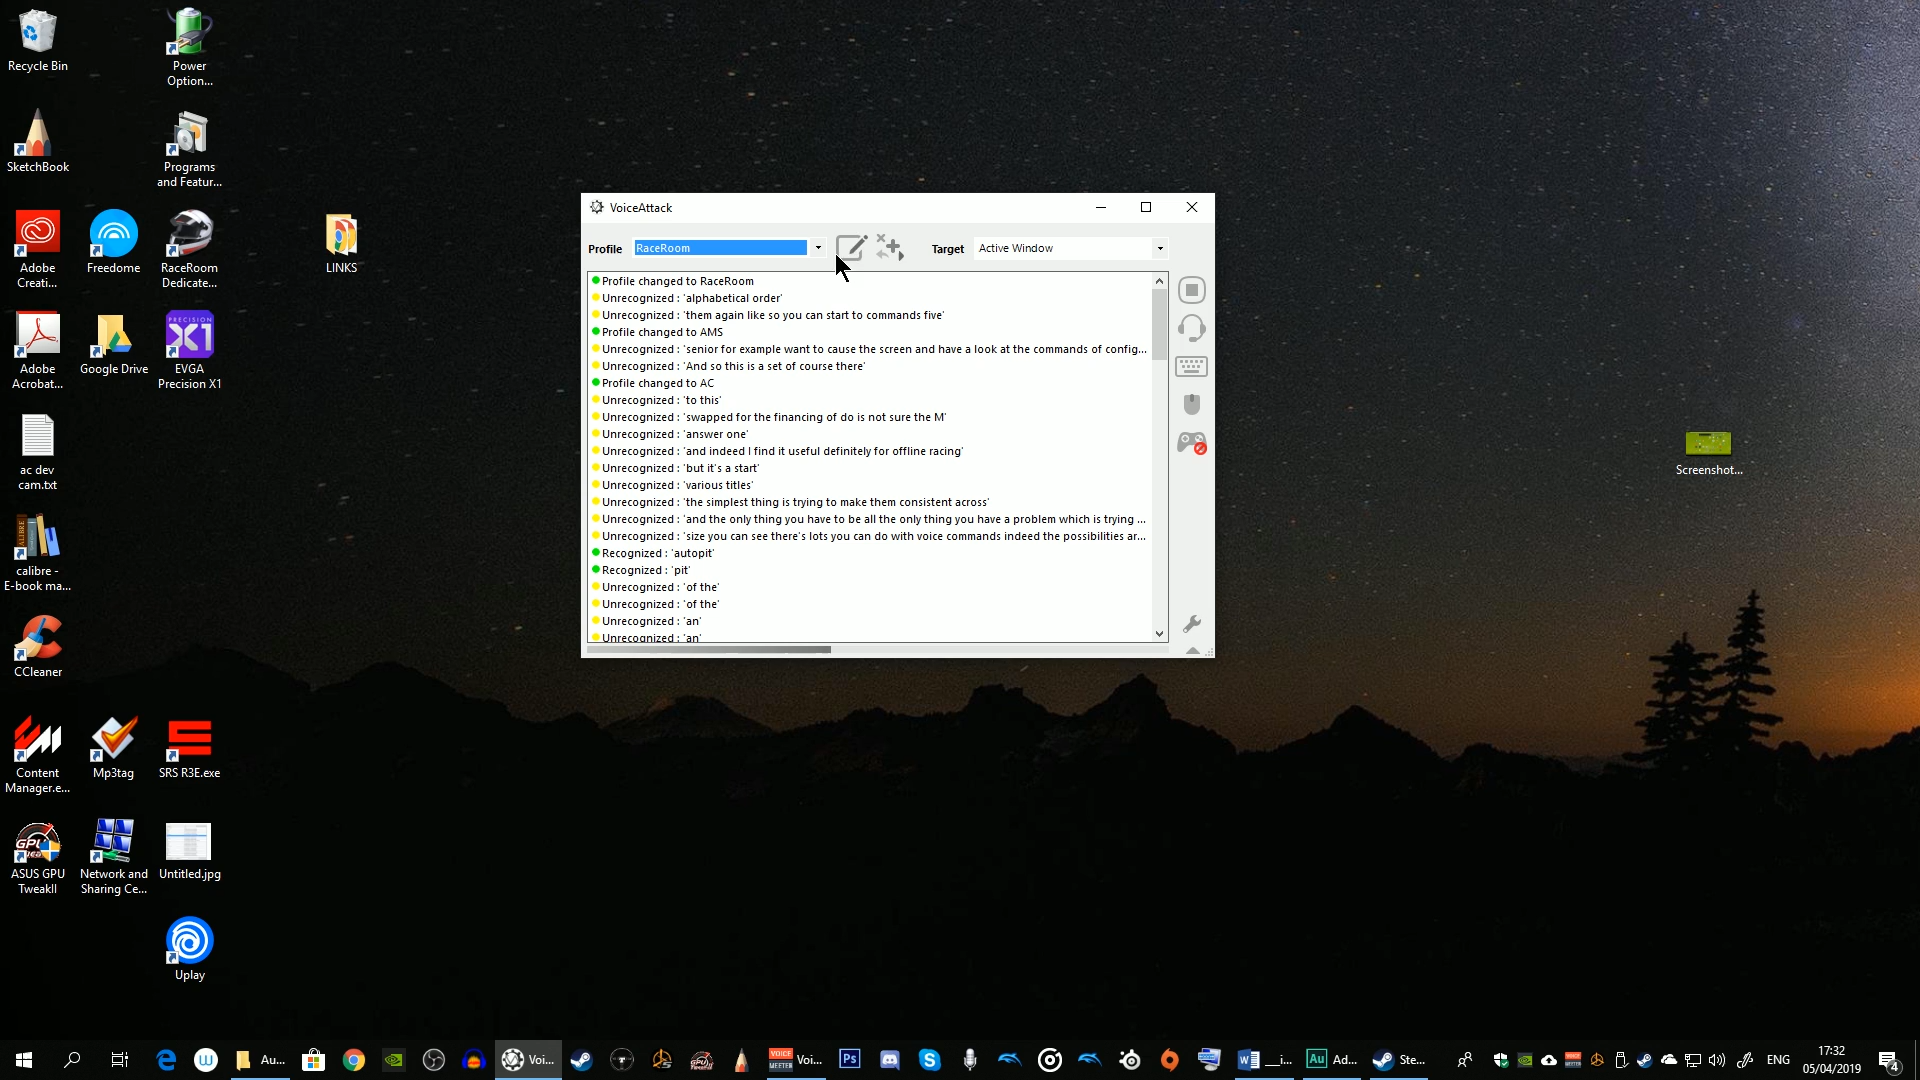 Recycle Bin
Power
Option...
SketchBook
Programs
and Featur...
Adobe
Creati...
Freedome
RaceRoom
Dedicate...
LINKS
Adobe
Acrobat...
Google Drive
PRECISION
X1
EVGA
Precision X1
ac dev
cam.txt
CALIBRE
calibre -
E-book ma...
CCleaner
Content
Manager.e...
Mp3tag
SRS R3E.exe
ASUS GPU
TweakII
Network and
Sharing Ce...
Untitled.jpg
Uplay
Screenshot...
VoiceAttack
Profile
RaceRoom
Target
Active Window
Profile changed to RaceRoom
Unrecognized : 'alphabetical order'
Unrecognized : 'them again like so you can start to commands five'
Profile changed to AMS
Unrecognized : 'senior for example want to cause the screen and have a look at the commands of config...
Unrecognized : 'And so this is a set of course there'
Profile changed to AC
Unrecognized : 'to this'
Unrecognized : 'swapped for the financing of do is not sure the M'
Unrecognized : 'answer one'
Unrecognized : 'and indeed I find it useful definitely for offline racing'
Unrecognized : 'but it's a start'
Unrecognized : 'various titles'
Unrecognized : 'the simplest thing is trying to make them consistent across'
Unrecognized : 'and the only thing you have to be all the only thing you have a problem which is trying ...
Unrecognized : 'size you can see there's lots you can do with voice commands indeed the possibilities ar...
Recognized : 'autopit'
Recognized : 'pit'
Unrecognized : 'of the'
Unrecognized : 'of the'
Unrecognized : 'an'
Unrecognized : 'an'
Au...
Voi...
VOICE
MEETER
Voi...
Ps
__i...
Au
Ad...
Ste...
ENG
17:32
05/04/2019
4